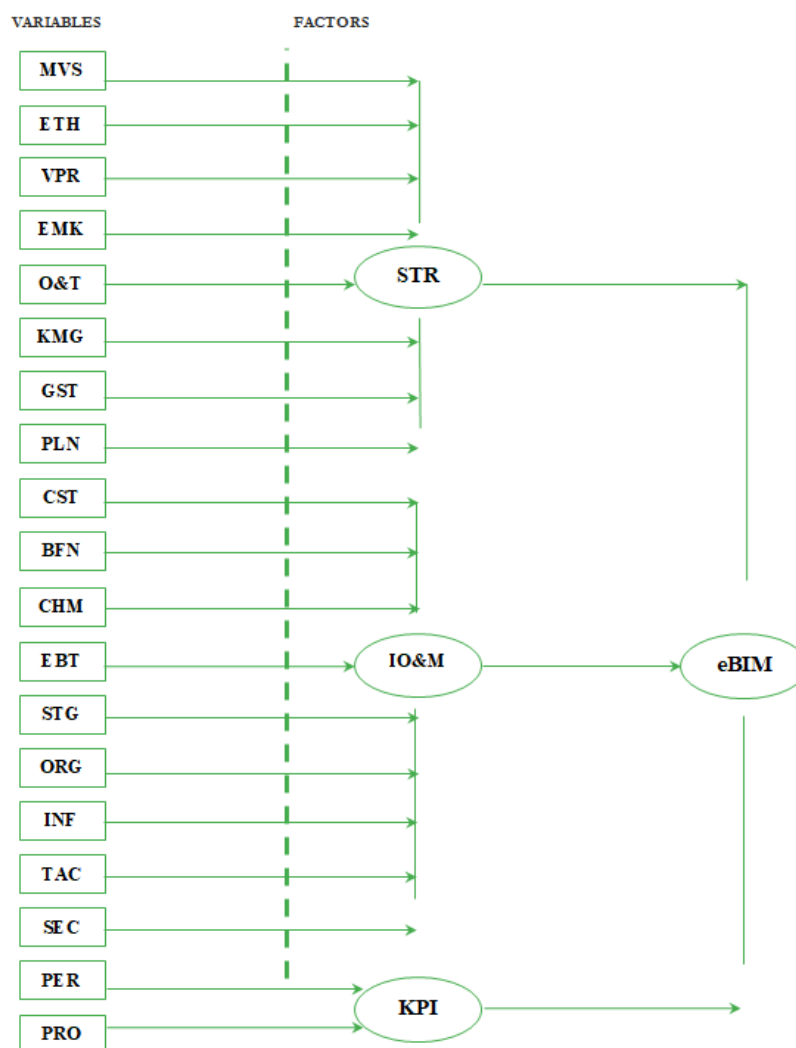 VARIABLES FACTORS
MVS
ETH
VPR
EMK
O&T STR
KMG
GST
PLN
CST
BFN
CHM
EBT IO&M eBIM
STG
ORG
INF
TAC
SEC
PER
KPI
PRO